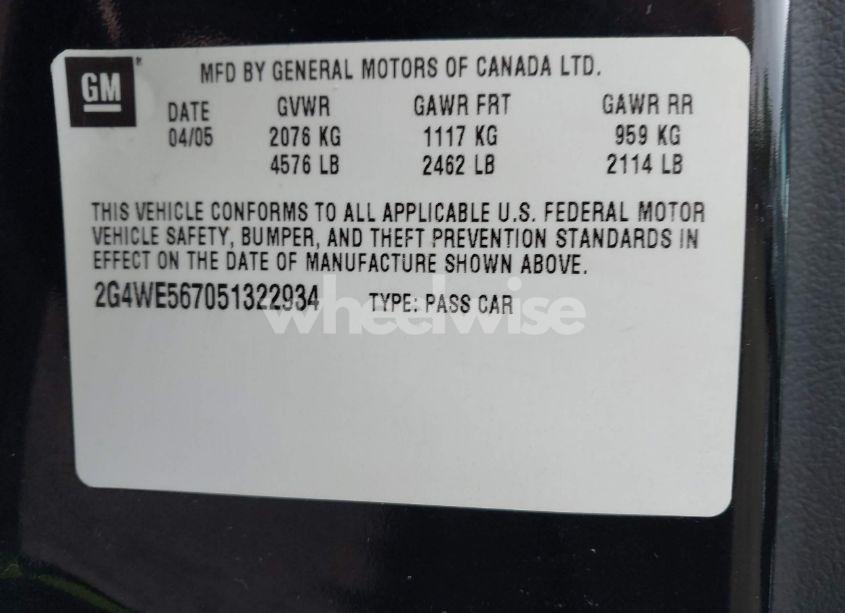 GM
MFD BY GENERAL MOTORS OF CANADA LTD.
DATE GVWR GAWR FRT GAWR RR
04/05 2076 KG 1117 KG 959 KG
4576 LB 2462 LB 2114 LB
THIS VEHICLE CONFORMS TO ALL APPLICABLE U.S. FEDERAL MOTOR
VEHICLE SAFETY, BUMPER, AND THEFT PREVENTION STANDARDS IN
EFFECT ON THE DATE OF MANUFACTURE SHOWN ABOVE.
2G4WE567051322934 TYPE: PASS CAR
wheelwise